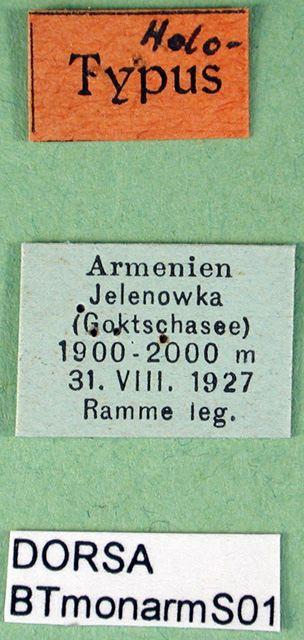 Holo-
Typus
Armenien
Jelenowka
(Goktschasee)
1900-2000 m
31. VIII. 1927
Ramme leg.
DORSA
BTmonarmS01